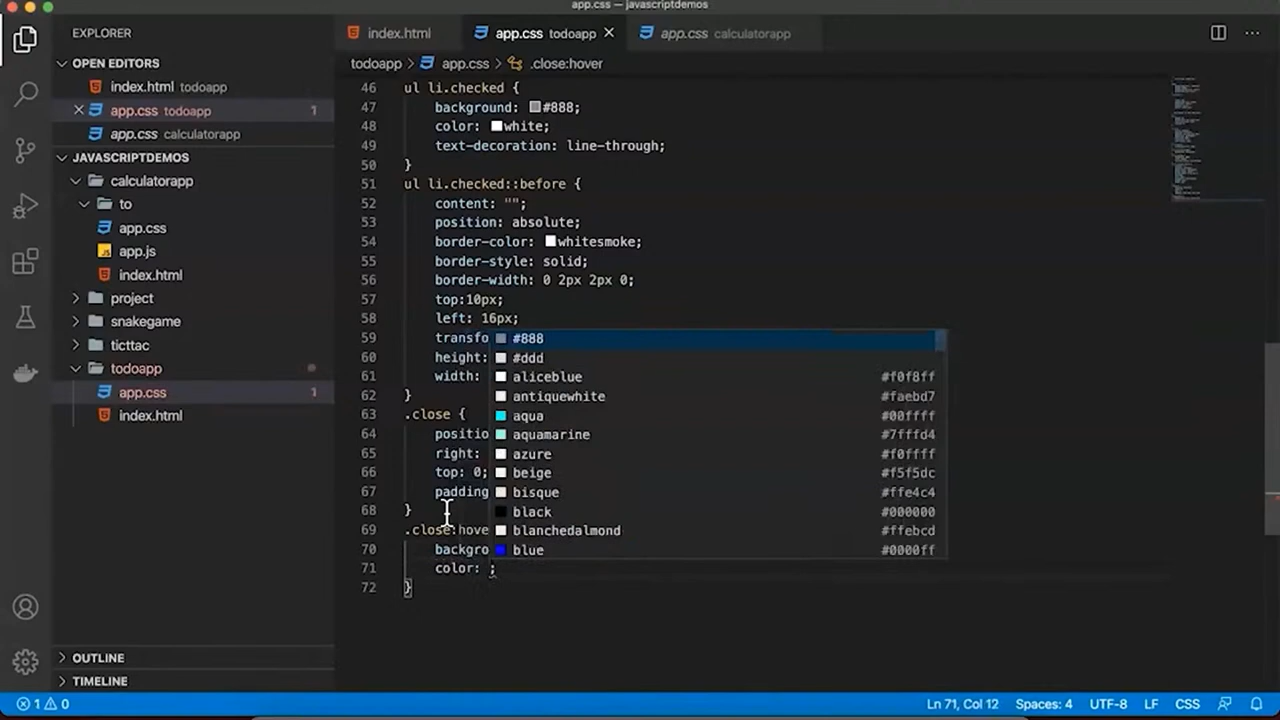 app.css — javascriptdemos
EXPLORER
index.html
app.css todoapp
app.css calculatorapp
OPEN EDITORS
index.html todoapp
app.css todoapp 1
app.css calculatorapp
JAVASCRIPTDEMOS
calculatorapp
to
app.css
app.js
index.html
project
snakegame
ticttac
todoapp
app.css 1
index.html
OUTLINE
TIMELINE
todoapp > app.css > .close:hover
46 ul li.checked {
47 background: #888;
48 color: white;
49 text-decoration: line-through;
50 }
51 ul li.checked::before {
52 content: "";
53 position: absolute;
54 border-color: whitesmoke;
55 border-style: solid;
56 border-width: 0 2px 2px 0;
57 top:10px;
58 left: 16px;
59 transfo
60 height:
61 width:
62 }
63 .close {
64 positio
65 right:
66 top: 0;
67 padding
68 }
69 .close:hove
70 backgro
71 color: ;
72 }
#888
#ddd
aliceblue #f0f8ff
antiquewhite #faebd7
aqua #00ffff
aquamarine #7fffd4
azure #f0ffff
beige #f5f5dc
bisque #ffe4c4
black #000000
blanchedalmond #ffebcd
blue #0000ff
1 0
Ln 71, Col 12
Spaces: 4
UTF-8
LF
CSS